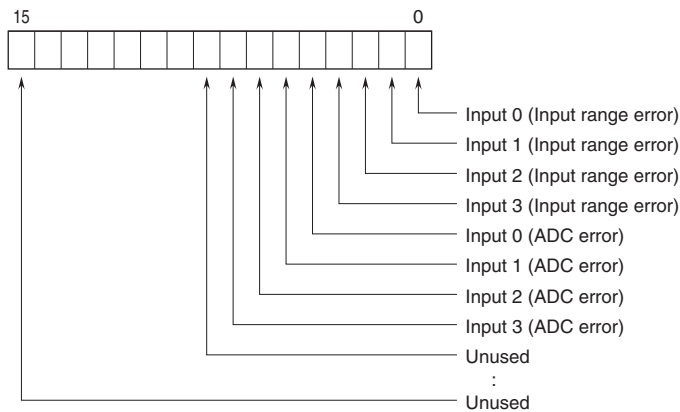 15 0
Input 0 (Input range error)
Input 1 (Input range error)
Input 2 (Input range error)
Input 3 (Input range error)
Input 0 (ADC error)
Input 1 (ADC error)
Input 2 (ADC error)
Input 3 (ADC error)
Unused
:
Unused